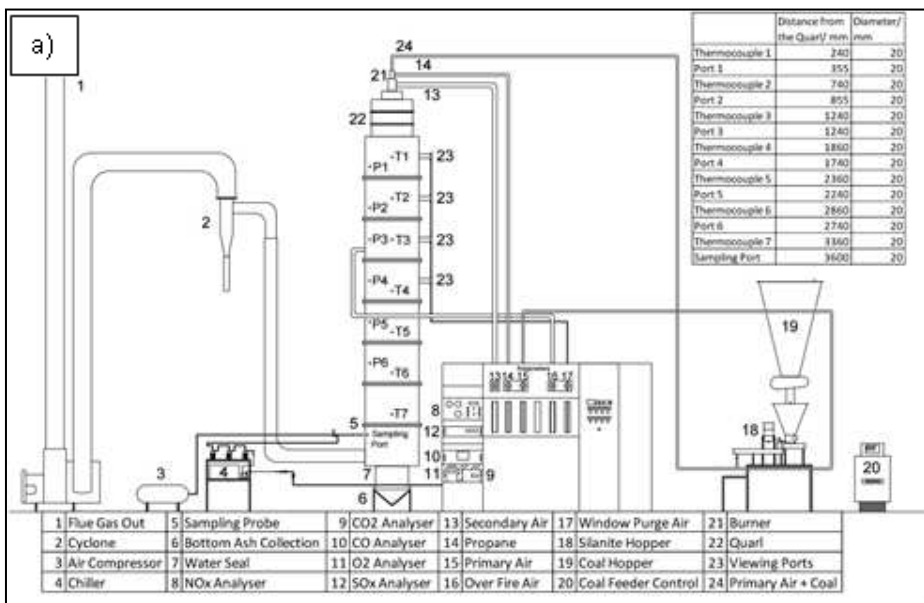 a)
Distance from Diameter/
the Quarl/ mm mm
Thermocouple 1 240 20
Port 1 355 20
Thermocouple 2 740 20
Port 2 855 20
Thermocouple 3 1240 20
Port 3 1240 20
Thermocouple 4 1860 20
Port 4 1740 20
Thermocouple 5 2360 20
Port 5 2240 20
Thermocouple 6 2860 20
Port 6 2740 20
Thermocouple 7 3360 20
Sampling Port 3600 20
24
14
21
13
1
22
T1 23
P1
T2 23
P2
2
P3 T3 23
P4 23
T4
19
P5 T5
P6
T6
13 14 15 16 17
T7
8
5
Sampling
Port
12
18
10
3
4
7
11 9
20
6
1 Flue Gas Out 5 Sampling Probe 9 CO2 Analyser 13 Secondary Air 17 Window Purge Air 21 Burner
2 Cyclone 6 Bottom Ash Collection 10 CO Analyser 14 Propane 18 Silanite Hopper 22 Quarl
3 Air Compressor 7 Water Seal 11 O2 Analyser 15 Primary Air 19 Coal Hopper 23 Viewing Ports
4 Chiller 8 NOx Analyser 12 SOx Analyser 16 Over Fire Air 20 Coal Feeder Control 24 Primary Air + Coal